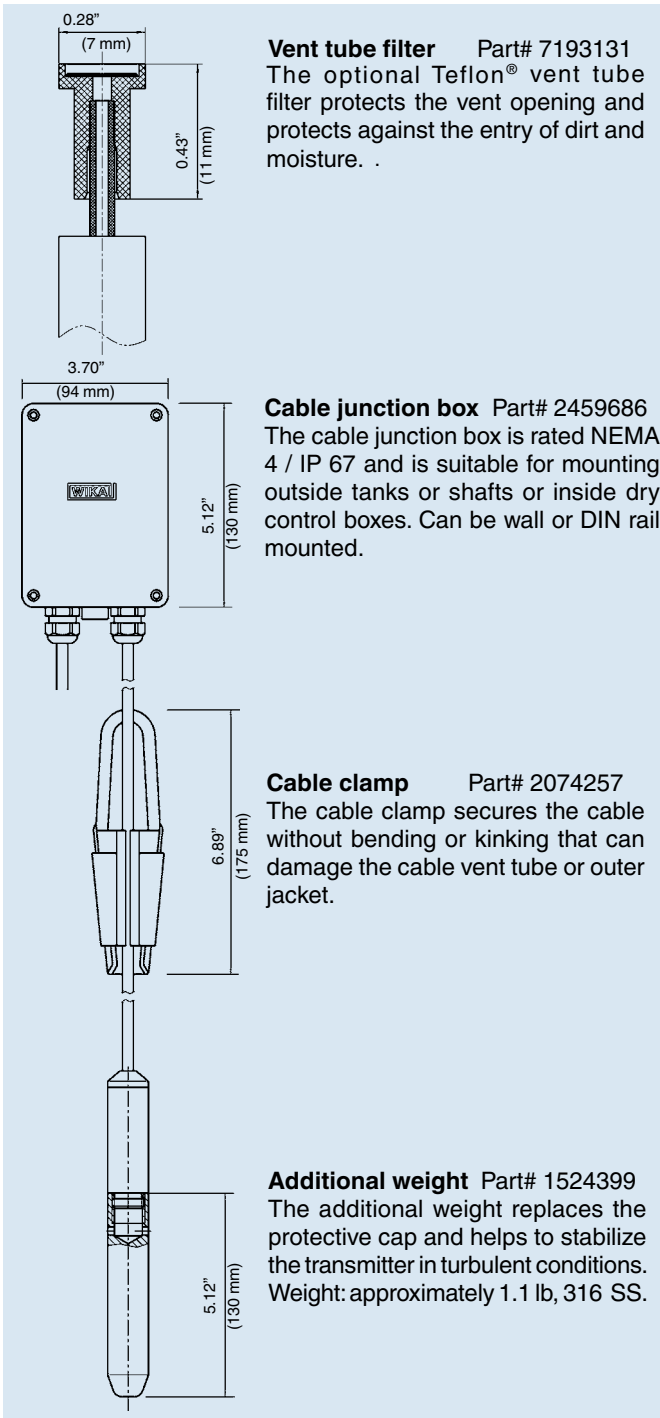 0.28"
(7 mm)
0.43"
(11 mm)
Vent tube filter Part# 7193131
The optional Teflon® vent tube
filter protects the vent opening and
protects against the entry of dirt and
moisture. .
3.70"
(94 mm)
WIKA
5.12"
(130 mm)
Cable junction box Part# 2459686
The cable junction box is rated NEMA
4 / IP 67 and is suitable for mounting
outside tanks or shafts or inside dry
control boxes. Can be wall or DIN rail
mounted.
6.89"
(175 mm)
Cable clamp Part# 2074257
The cable clamp secures the cable
without bending or kinking that can
damage the cable vent tube or outer
jacket.
5.12"
(130 mm)
Additional weight Part# 1524399
The additional weight replaces the
protective cap and helps to stabilize
the transmitter in turbulent conditions.
Weight: approximately 1.1 lb, 316 SS.